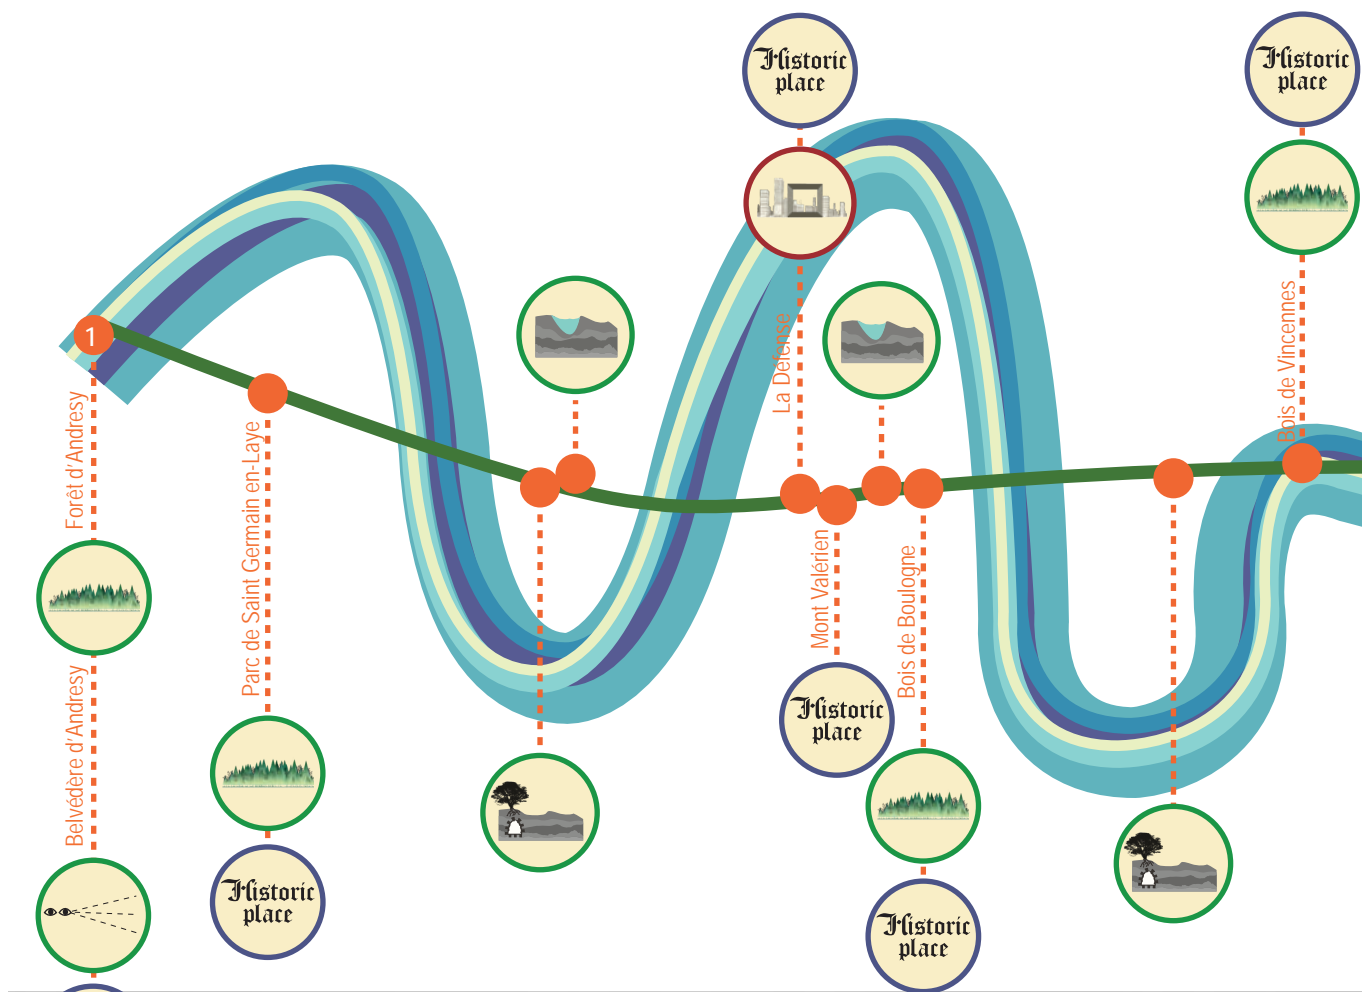 Historic
place
Historic
place
1
Forêt d'Andresy
Belvédère d'Andresy
Parc de Saint Germain en-Laye
La Défense
Mont Valérien
Bois de Boulogne
Bois de Vincennes
Historic
place
Historic
place
Historic
place